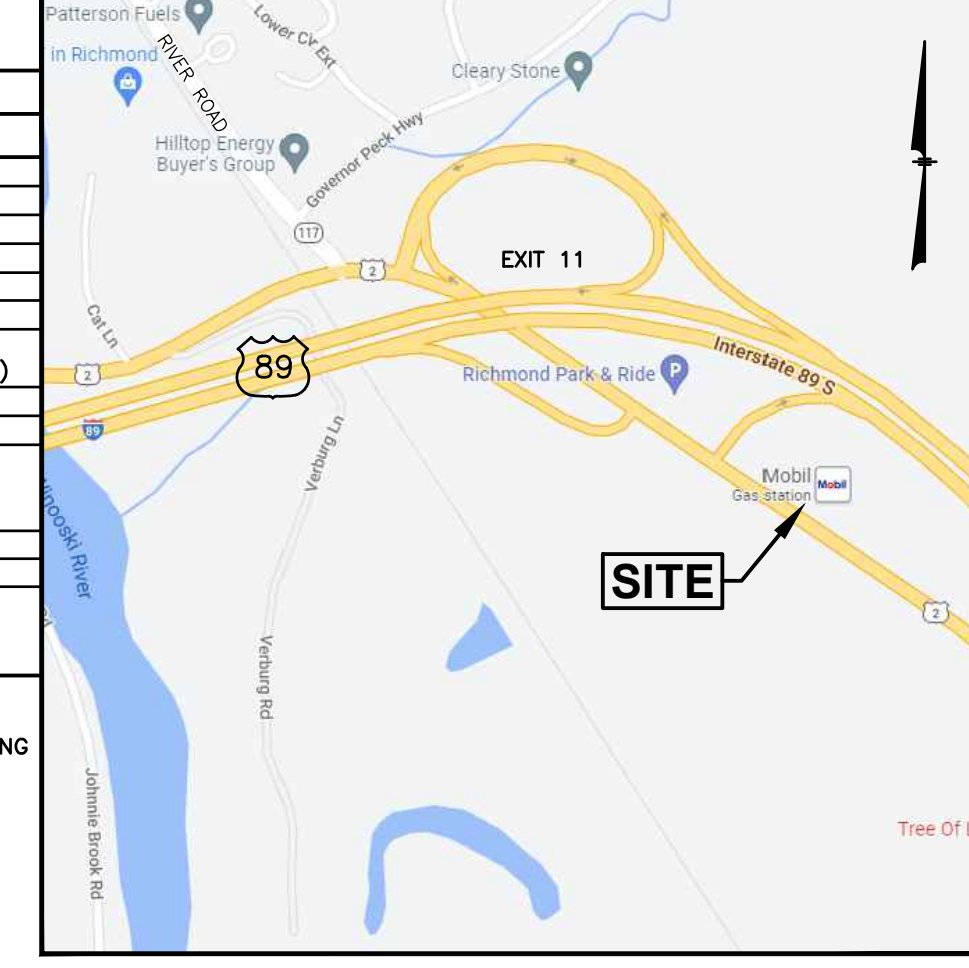 Patterson Fuels
Lower Cv Ext
in Richmond
RIVER ROAD
Cleary Stone
Governor Peck Hwy
Hilltop Energy
Buyer's Group
117
EXIT 11
2
Cat Ln
Interstate 89 S
89
2
)
Richmond Park & Ride
P
89
Verburg Ln
Mobil
Gas station
Mobil
Winooski River
SITE
2
Verburg Rd
NG
Johnnie Brook Rd
Tree Of L